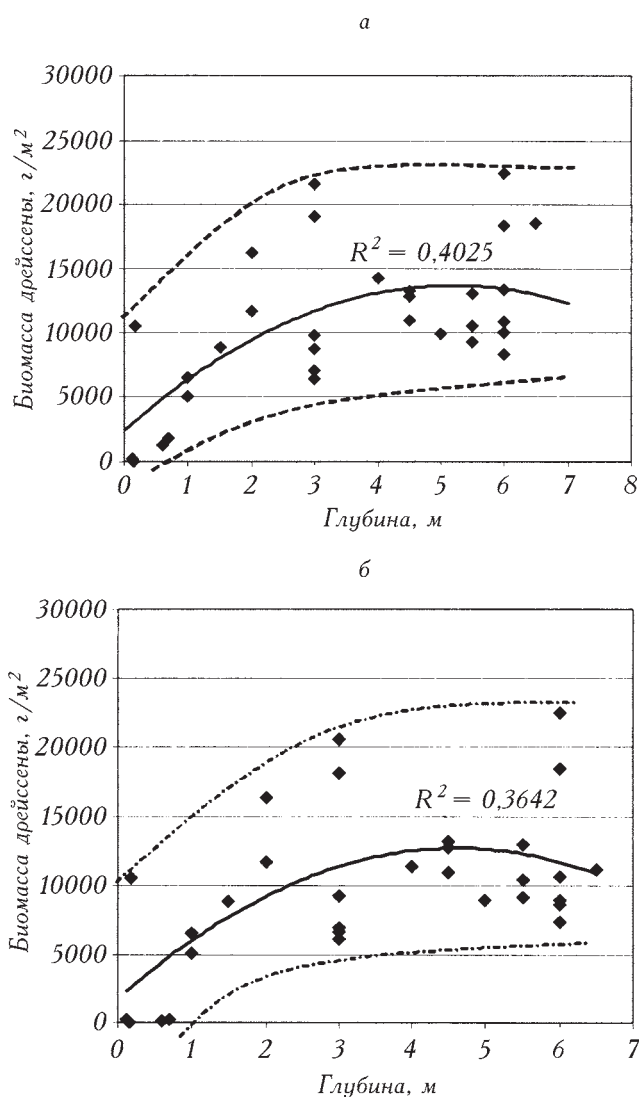 а
30000
25000
20000
15000
10000
5000
0
Биомасса дрейссены, г/м²
R² = 0,4025
0 1 2 3 4 5 6 7 8
Глубина, м
б
30000
25000
20000
15000
10000
5000
0
Биомасса дрейссены, г/м²
R² = 0,3642
0 1 2 3 4 5 6 7
Глубина, м